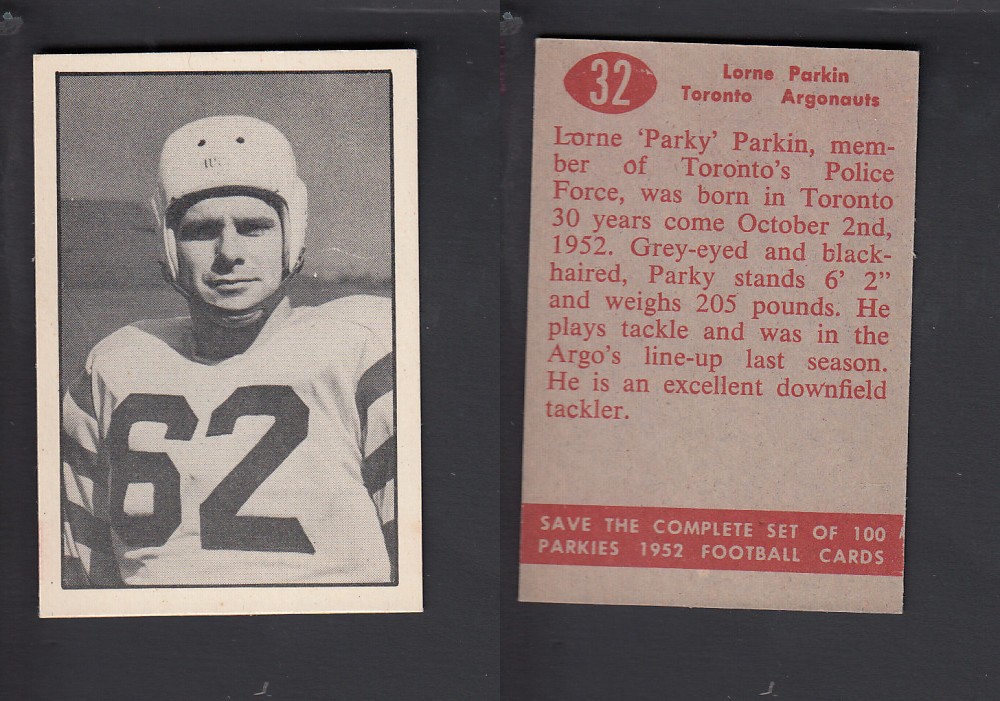 62
32
Lorne Parkin
Toronto Argonauts
Lorne 'Parky' Parkin, mem-
ber of Toronto's Police
Force, was born in Toronto
30 years come October 2nd,
1952. Grey-eyed and black-
haired, Parky stands 6' 2"
and weighs 205 pounds. He
plays tackle and was in the
Argo's line-up last season.
He is an excellent downfield
tackler.
SAVE THE COMPLETE SET OF 100
PARKIES 1952 FOOTBALL CARDS